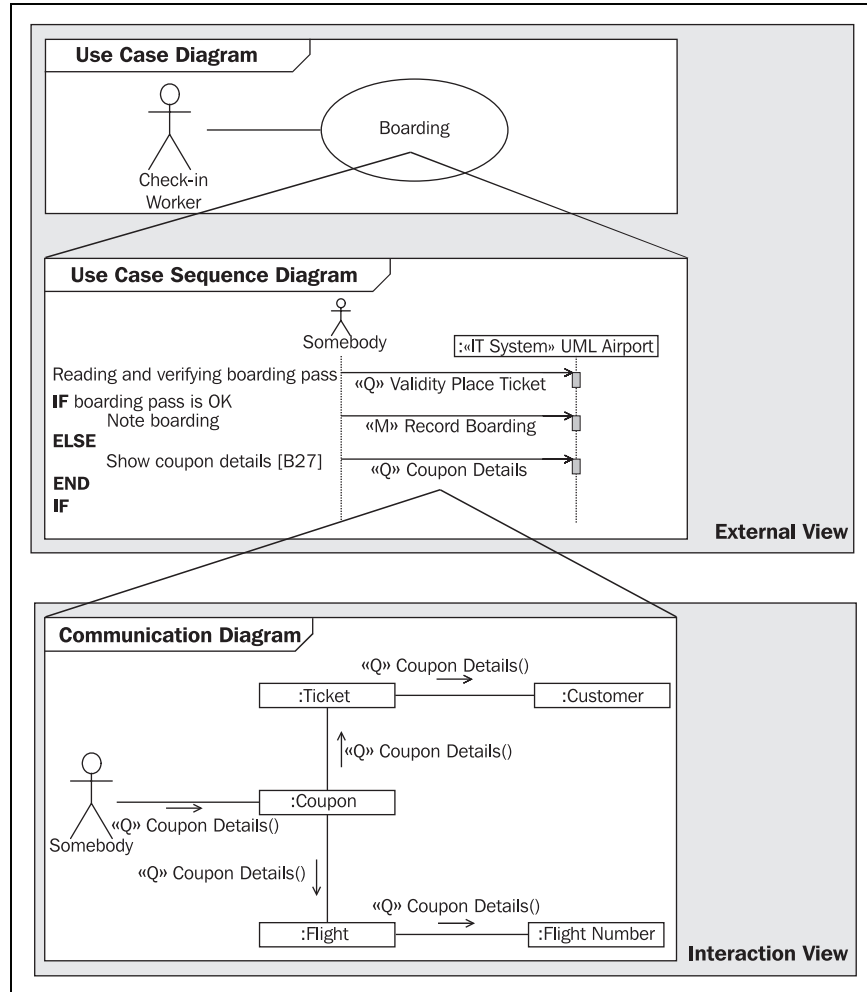 Use Case Diagram
Boarding
Check-in
Worker
Use Case Sequence Diagram
Somebody
:«IT System» UML Airport
Reading and verifying boarding pass
«Q» Validity Place Ticket
IF boarding pass is OK
Note boarding
«M» Record Boarding
ELSE
Show coupon details [B27]
«Q» Coupon Details
END
IF
External View
Communication Diagram
«Q» Coupon Details()
:Ticket
:Customer
«Q» Coupon Details()
:Coupon
«Q» Coupon Details()
Somebody
«Q» Coupon Details()
«Q» Coupon Details()
:Flight
:Flight Number
Interaction View